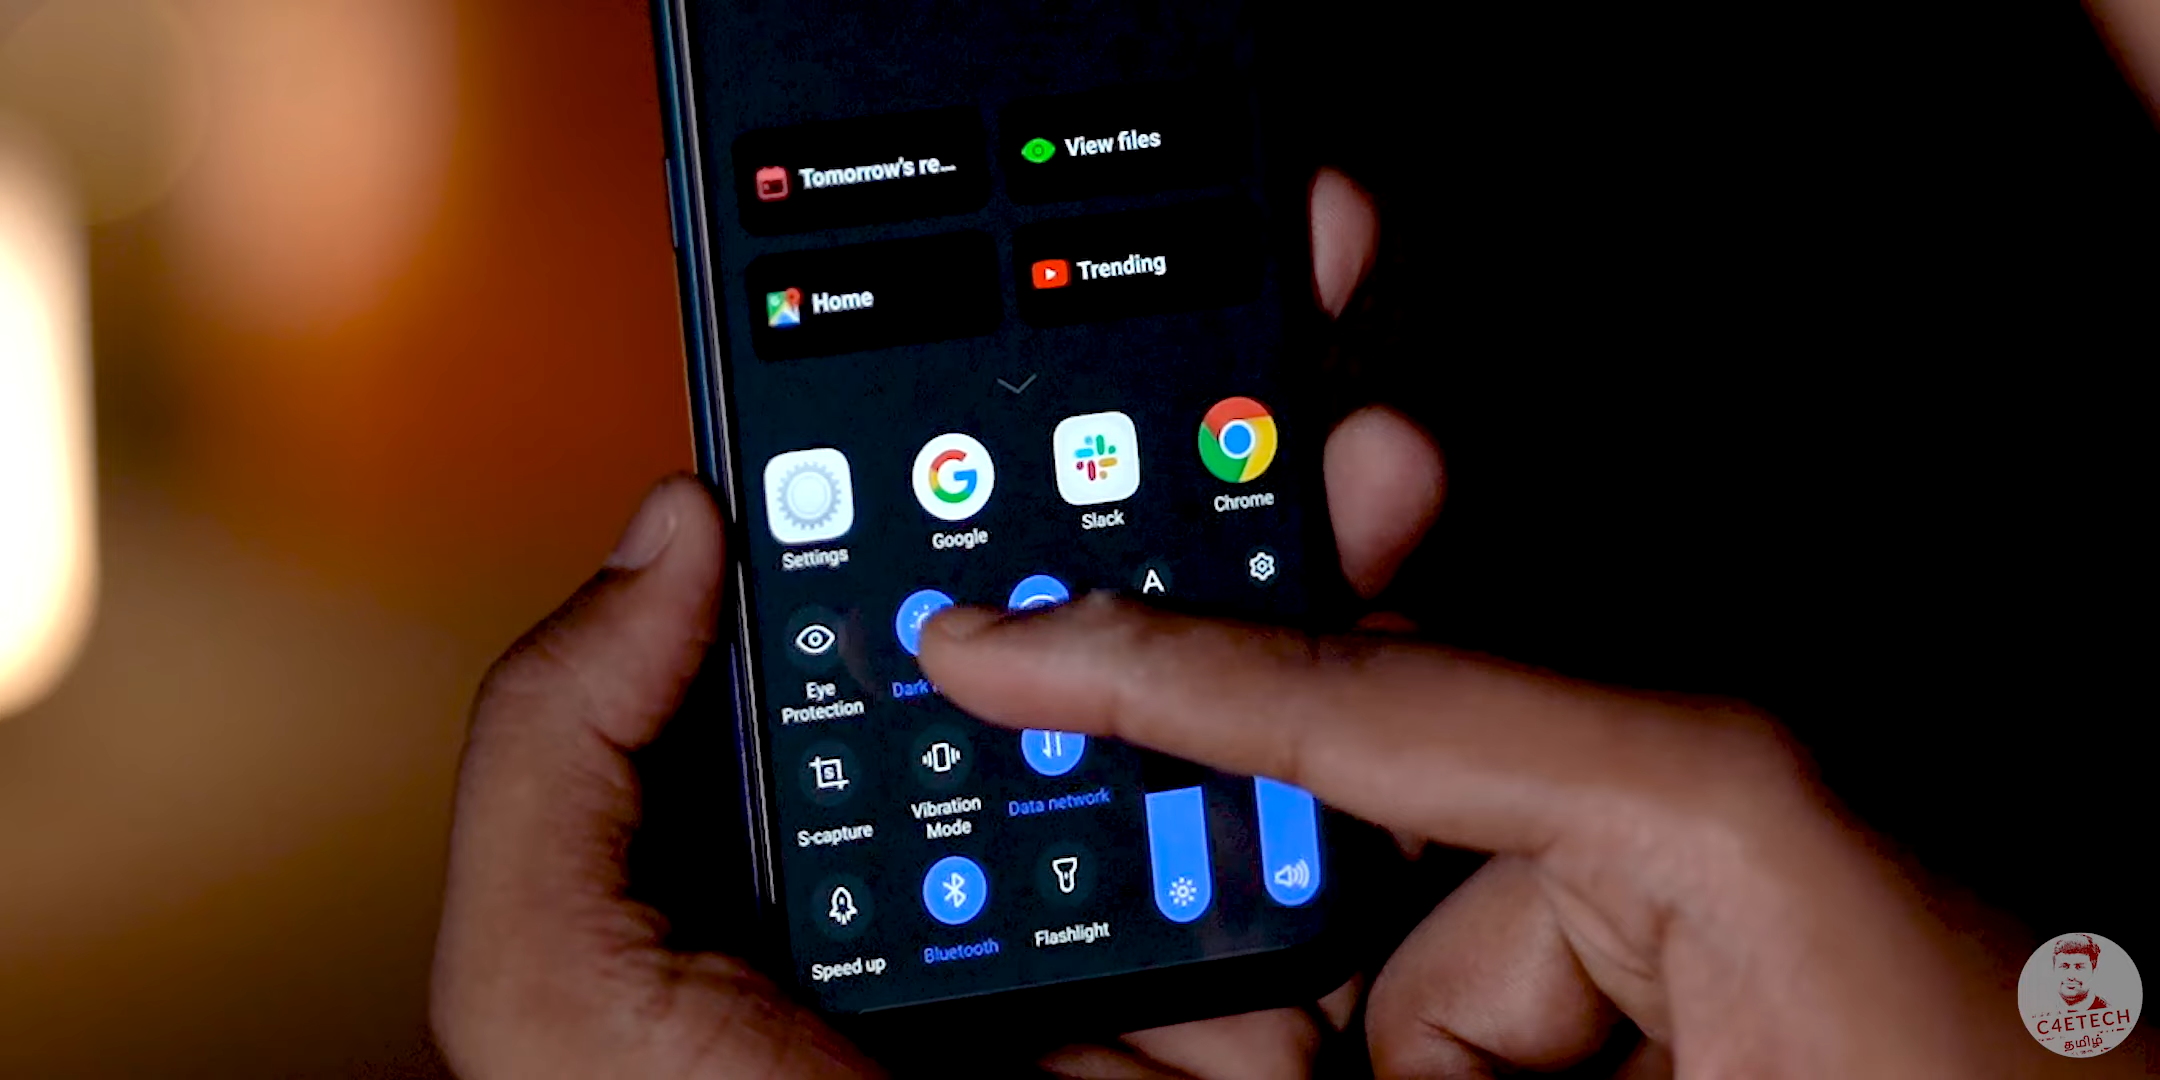 Tomorrow's re...
View files
Home
Trending
Settings
Google
Slack
Chrome
A
Eye
Protection
Dark
S-capture
Vibration
Mode
Data network
Speed up
Bluetooth
Flashlight
C4ETECH
தமிழ்